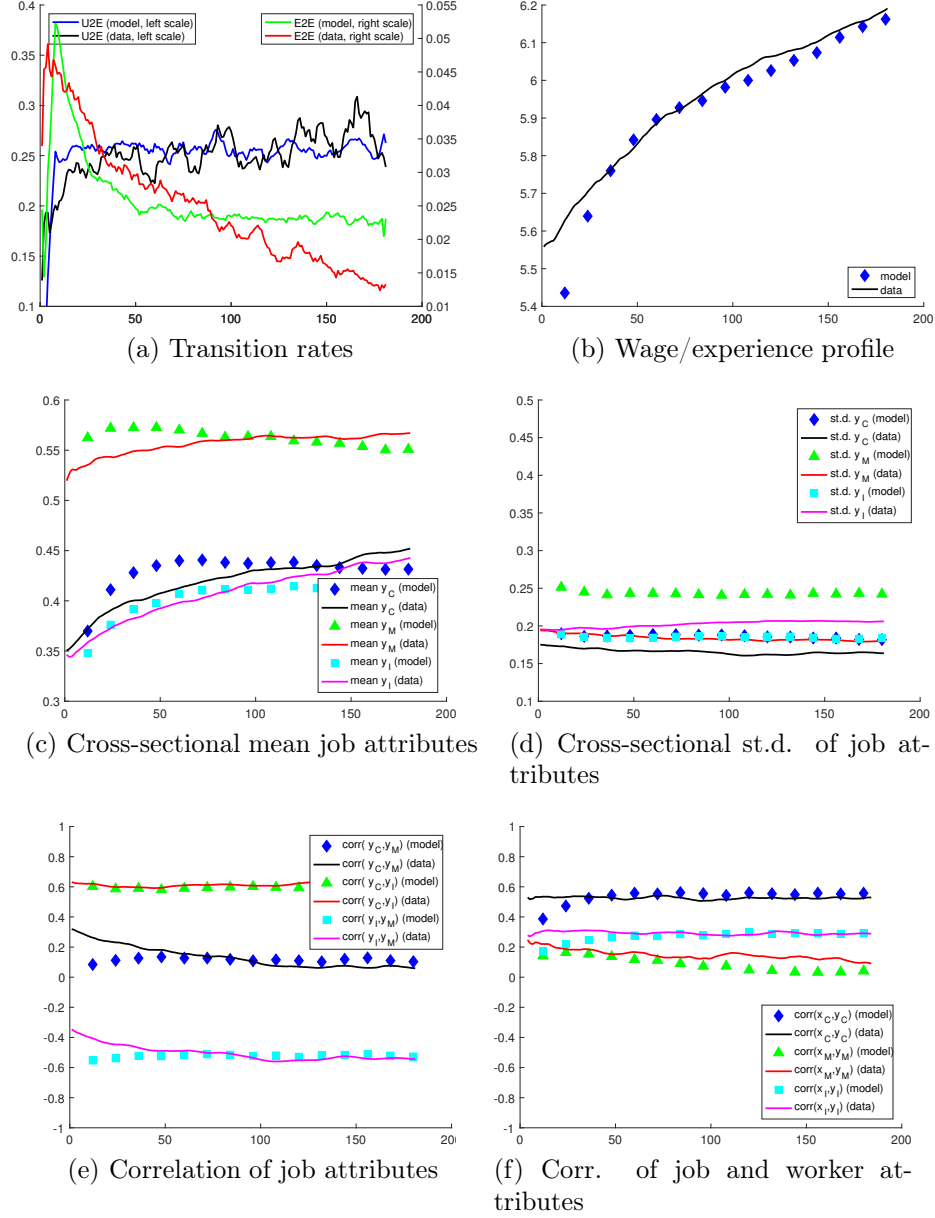 U2E (model, left scale)
U2E (data, left scale)
E2E (model, right scale)
E2E (data, right scale)
0.4
0.35
0.3
0.25
0.2
0.15
0.1
0.055
0.05
0.045
0.04
0.035
0.03
0.025
0.02
0.015
0.01
0 50 100 150 200
(a) Transition rates
6.2
6.1
6
5.9
5.8
5.7
5.6
5.5
5.4
0 50 100 150 200
model
data
(b) Wage/experience profile
0.6
0.55
0.5
0.45
0.4
0.35
0.3
0 50 100 150 200
mean y_C (model)
mean y_C (data)
mean y_M (model)
mean y_M (data)
mean y_I (model)
mean y_I (data)
(c) Cross-sectional mean job attributes
0.5
0.45
0.4
0.35
0.3
0.25
0.2
0.15
0.1
0 50 100 150 200
st.d. y_C (model)
st.d. y_C (data)
st.d. y_M (model)
st.d. y_M (data)
st.d. y_I (model)
st.d. y_I (data)
(d) Cross-sectional st.d. of job at-
tributes
1
0.8
0.6
0.4
0.2
0
-0.2
-0.4
-0.6
-0.8
-1
0 50 100 150 200
corr( y_C,y_M) (model)
corr( y_C,y_M) (data)
corr( y_C,y_I) (model)
corr( y_C,y_I) (data)
corr( y_I,y_M) (model)
corr( y_I,y_M) (data)
(e) Correlation of job attributes
1
0.8
0.6
0.4
0.2
0
-0.2
-0.4
-0.6
-0.8
-1
0 50 100 150 200
corr(x_C,y_C) (model)
corr(x_C,y_C) (data)
corr(x_M,y_M) (model)
corr(x_M,y_M) (data)
corr(x_I,y_I) (model)
corr(x_I,y_I) (data)
(f) Corr. of job and worker at-
tributes